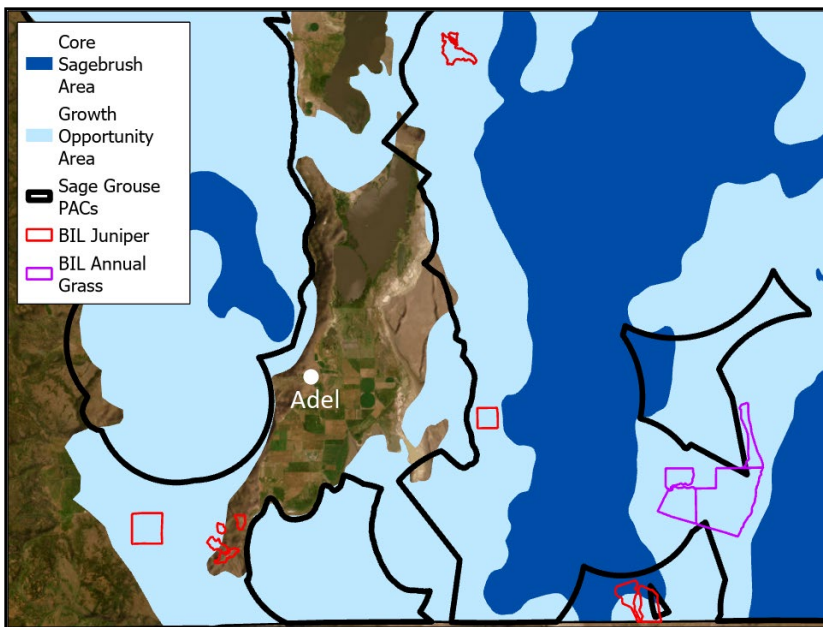 Core
Sagebrush
Area
Growth
Opportunity
Area
Sage Grouse
PACs
BIL Juniper
BIL Annual
Grass
Adel